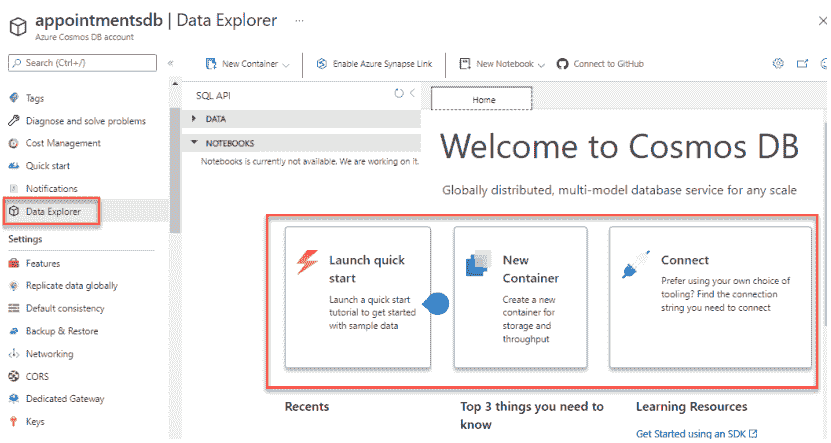 appointmentsdb | Data Explorer ...
Azure Cosmos DB account
Search (Ctrl+/)
«
New Container
Enable Azure Synapse Link
New Notebook
Connect to GitHub
Tags
Diagnose and solve problems
Cost Management
Quick start
Notifications
Data Explorer
Settings
Features
Replicate data globally
Default consistency
Backup & Restore
Networking
CORS
Dedicated Gateway
Keys
SQL API
DATA
NOTEBOOKS
Notebooks is currently not available. We are working on it.
Home
Welcome to Cosmos DB
Globally distributed, multi-model database service for any scale
Launch quick
start
Launch a quick start
tutorial to get started
with sample data
New
Container
Create a new
container for
storage and
throughput
Connect
Prefer using your own choice of
tooling? Find the connection
string you need to connect
Recents
Top 3 things you need to
know
Learning Resources
Get Started using an SDK